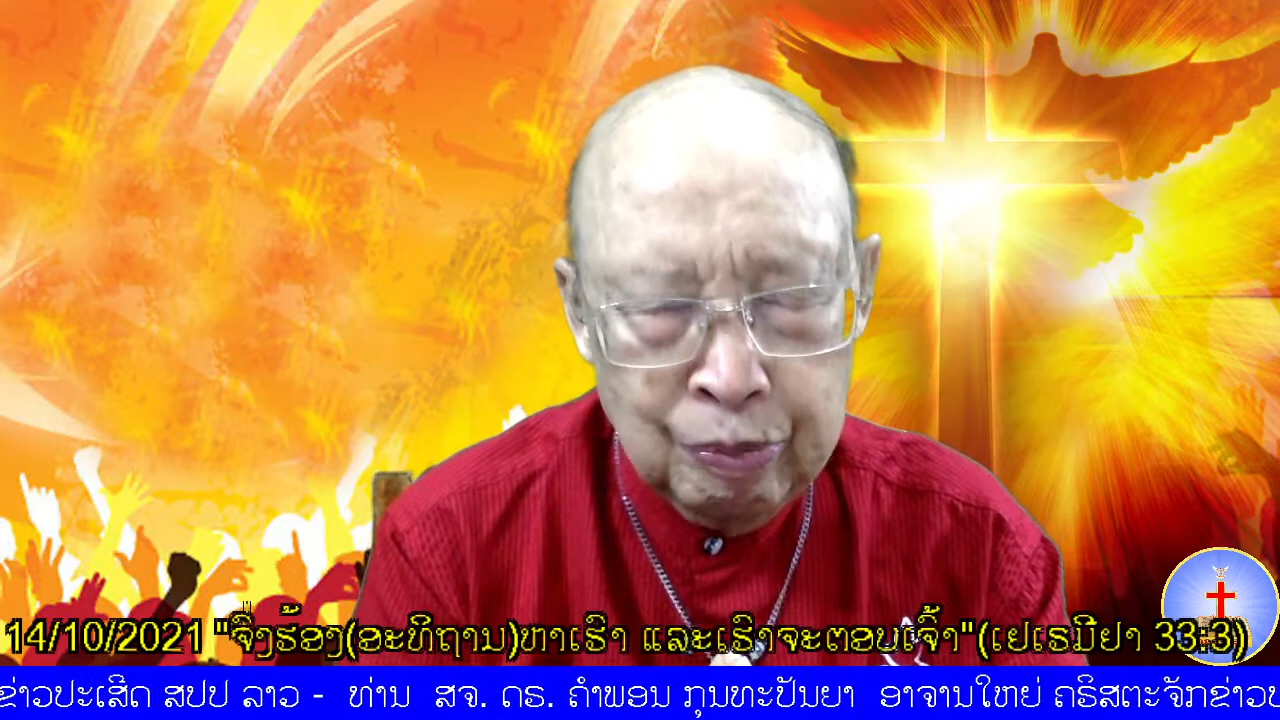 14/10/2021 "ຈົ່ງຮ້ອງ(ອະທິຖານ)ຫາເຮົາ ແລະເຮົາຈະຕອບເຈົ້າ"(ເຢເຣມີຢາ 33:3)
ຂ່າວປະເສີດ ສປປ ລາວ - ທ່ານ ສຈ. ດຣ. ຄຳພອນ ກຸນທະປັນຍາ ອາຈານໃຫຍ່ ຄຣິສຕະຈັກຂ່າວປ